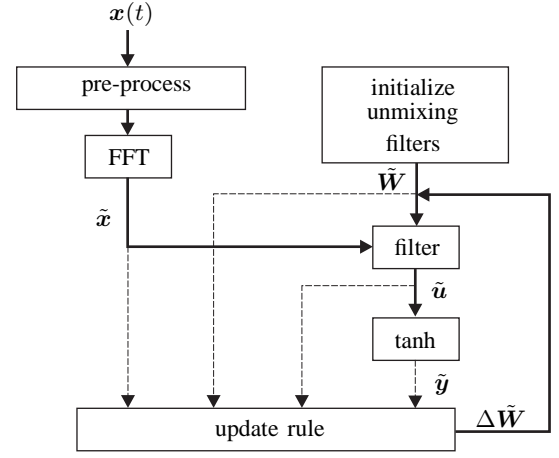 x(t)
pre-process
FFT
initialize
unmixing
filters
W̃
x̃
filter
ũ
tanh
ỹ
update rule
ΔW̃